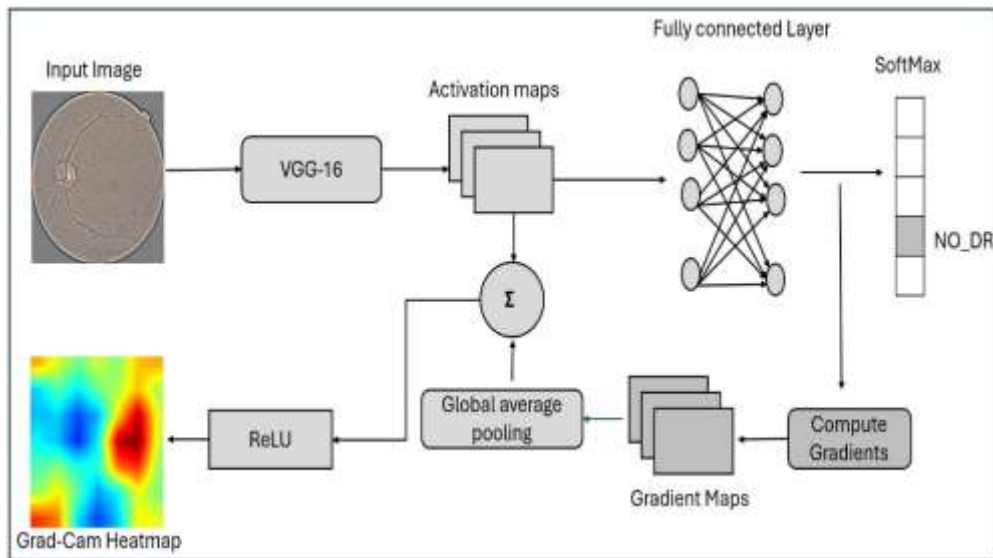 Fully connected Layer
Input Image
SoftMax
Activation maps
VGG-16
NO_DR
Σ
Global average
pooling
ReLU
Compute
Gradients
Gradient Maps
Grad-Cam Heatmap